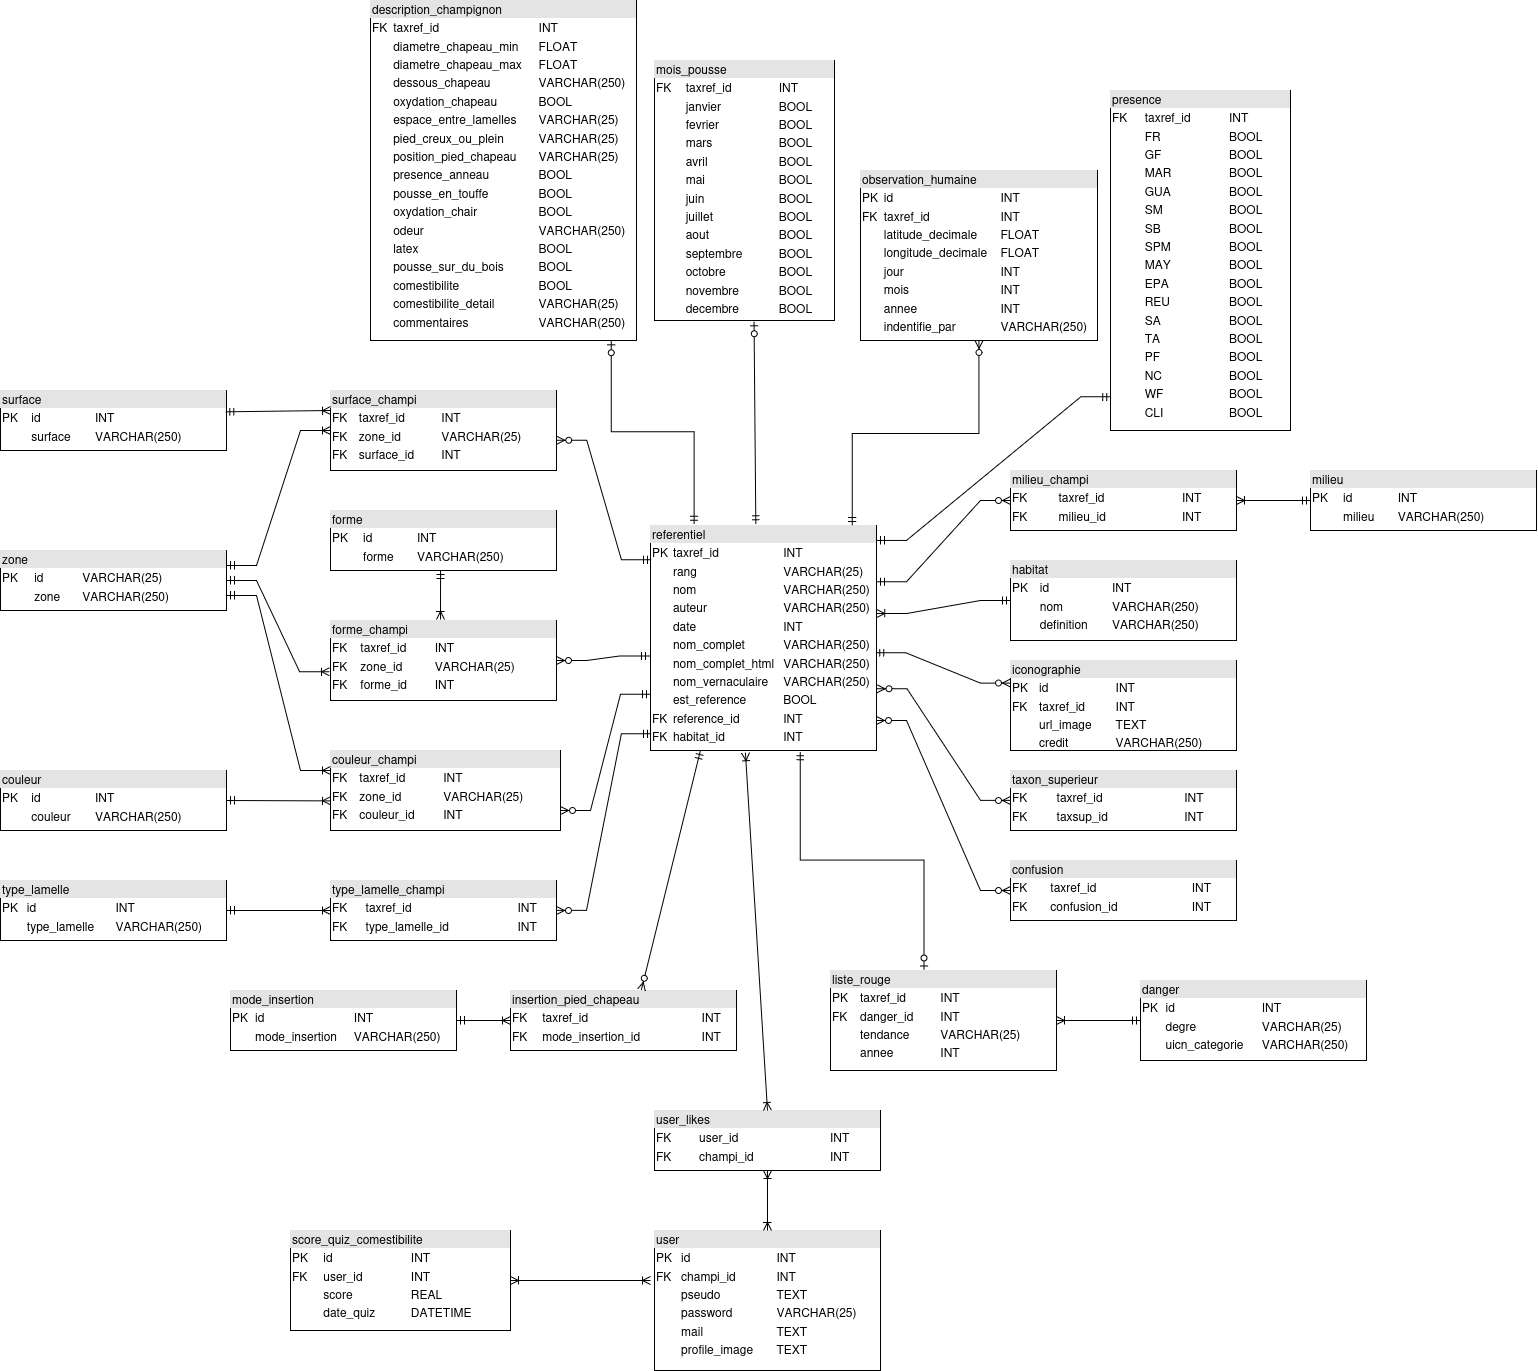 description_champignon
FK taxref_id INT
diametre_chapeau_min FLOAT
diametre_chapeau_max FLOAT
dessous_chapeau VARCHAR(250)
oxydation_chapeau BOOL
espace_entre_lamelles VARCHAR(25)
pied_creux_ou_plein VARCHAR(25)
position_pied_chapeau VARCHAR(25)
presence_anneau BOOL
pousse_en_touffe BOOL
oxydation_chair BOOL
odeur VARCHAR(250)
latex BOOL
pousse_sur_du_bois BOOL
comestibilite BOOL
comestibilite_detail VARCHAR(25)
commentaires VARCHAR(250)
mois_pousse
FK taxref_id INT
janvier BOOL
fevrier BOOL
mars BOOL
avril BOOL
mai BOOL
juin BOOL
juillet BOOL
aout BOOL
septembre BOOL
octobre BOOL
novembre BOOL
decembre BOOL
observation_humaine
PK id INT
FK taxref_id INT
latitude_decimale FLOAT
longitude_decimale FLOAT
jour INT
mois INT
annee INT
indentifie_par VARCHAR(250)
presence
FK taxref_id INT
FR BOOL
GF BOOL
MAR BOOL
GUA BOOL
SM BOOL
SB BOOL
SPM BOOL
MAY BOOL
EPA BOOL
REU BOOL
SA BOOL
TA BOOL
PF BOOL
NC BOOL
WF BOOL
CLI BOOL
surface
PK id INT
surface VARCHAR(250)
surface_champi
FK taxref_id INT
FK zone_id VARCHAR(25)
FK surface_id INT
zone
PK id VARCHAR(25)
zone VARCHAR(250)
forme
PK id INT
forme VARCHAR(250)
forme_champi
FK taxref_id INT
FK zone_id VARCHAR(25)
FK forme_id INT
couleur
PK id INT
couleur VARCHAR(250)
couleur_champi
FK taxref_id INT
FK zone_id VARCHAR(25)
FK couleur_id INT
type_lamelle
PK id INT
type_lamelle VARCHAR(250)
type_lamelle_champi
FK taxref_id INT
FK type_lamelle_id INT
referentiel
PK taxref_id INT
rang VARCHAR(25)
nom VARCHAR(250)
auteur VARCHAR(250)
date INT
nom_complet VARCHAR(250)
nom_complet_html VARCHAR(250)
nom_vernaculaire VARCHAR(250)
est_reference BOOL
FK reference_id INT
FK habitat_id INT
milieu_champi
FK taxref_id INT
FK milieu_id INT
milieu
PK id INT
milieu VARCHAR(250)
habitat
PK id INT
nom VARCHAR(250)
definition VARCHAR(250)
iconographie
PK id INT
FK taxref_id INT
url_image TEXT
credit VARCHAR(250)
taxon_superieur
FK taxref_id INT
FK taxsup_id INT
confusion
FK taxref_id INT
FK confusion_id INT
mode_insertion
PK id INT
mode_insertion VARCHAR(250)
insertion_pied_chapeau
FK taxref_id INT
FK mode_insertion_id INT
liste_rouge
PK taxref_id INT
FK danger_id INT
tendance VARCHAR(25)
annee INT
danger
PK id INT
degre VARCHAR(25)
uicn_categorie VARCHAR(250)
user_likes
FK user_id INT
FK champi_id INT
score_quiz_comestibilite
PK id INT
FK user_id INT
score REAL
date_quiz DATETIME
user
PK id INT
FK champi_id INT
pseudo TEXT
password VARCHAR(25)
mail TEXT
profile_image TEXT